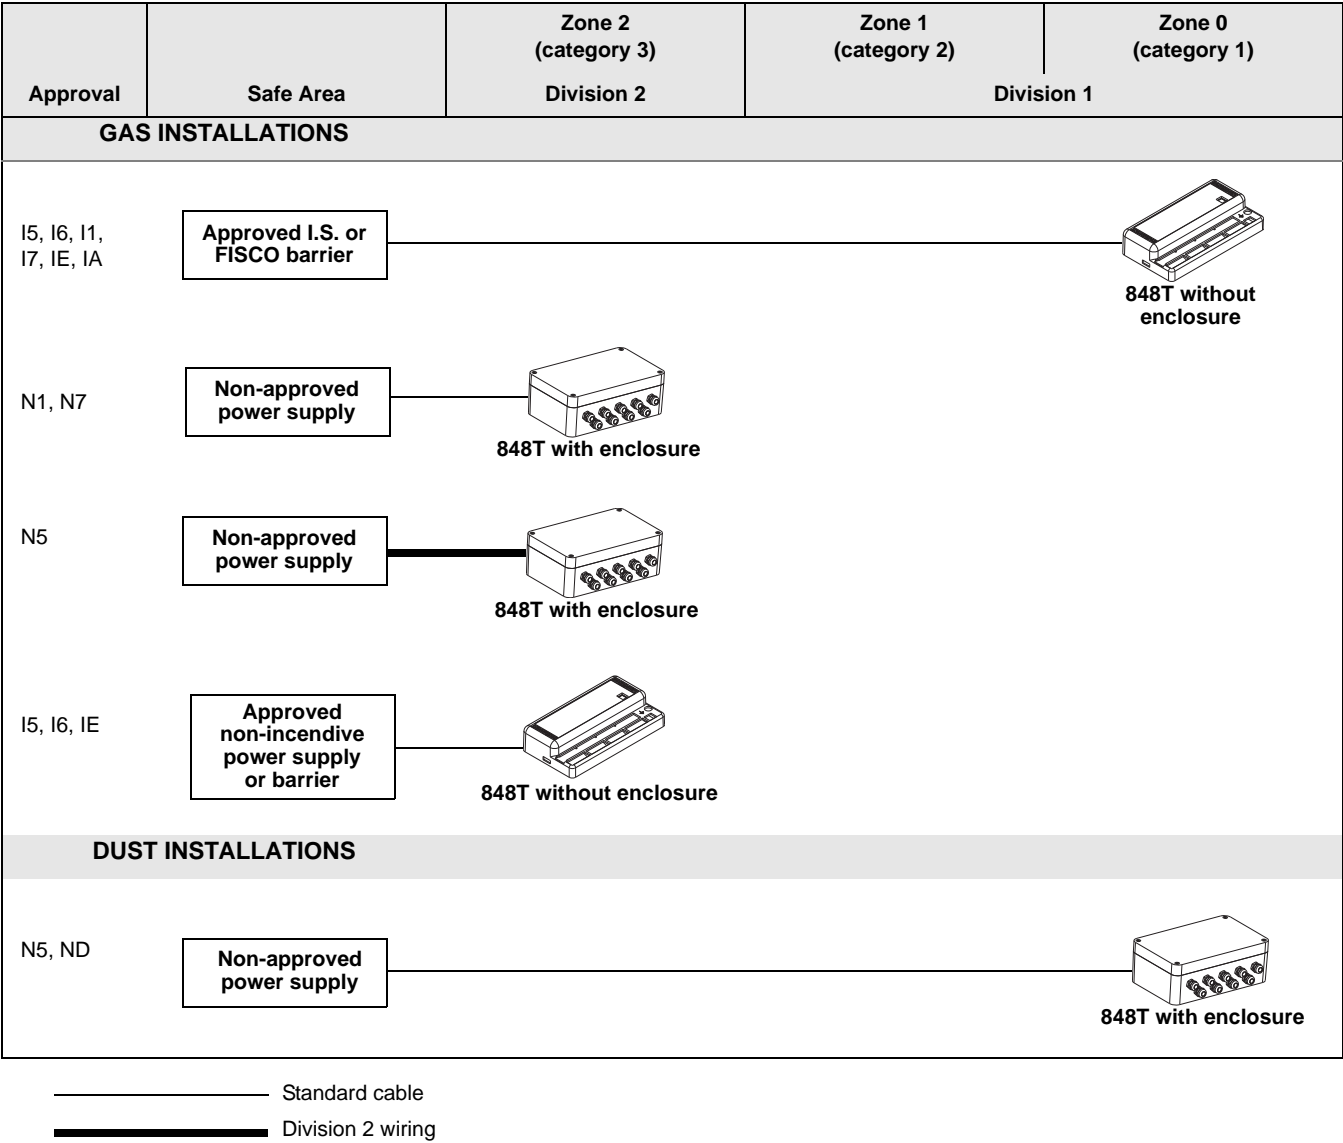 Zone 2
(category 3)
Zone 1
(category 2)
Zone 0
(category 1)
Approval
Safe Area
Division 2
Division 1
GAS INSTALLATIONS
I5, I6, I1,
I7, IE, IA
Approved I.S. or
FISCO barrier
848T without
enclosure
N1, N7
Non-approved
power supply
848T with enclosure
N5
Non-approved
power supply
848T with enclosure
I5, I6, IE
Approved
non-incendive
power supply
or barrier
848T without enclosure
DUST INSTALLATIONS
N5, ND
Non-approved
power supply
848T with enclosure
Standard cable
Division 2 wiring